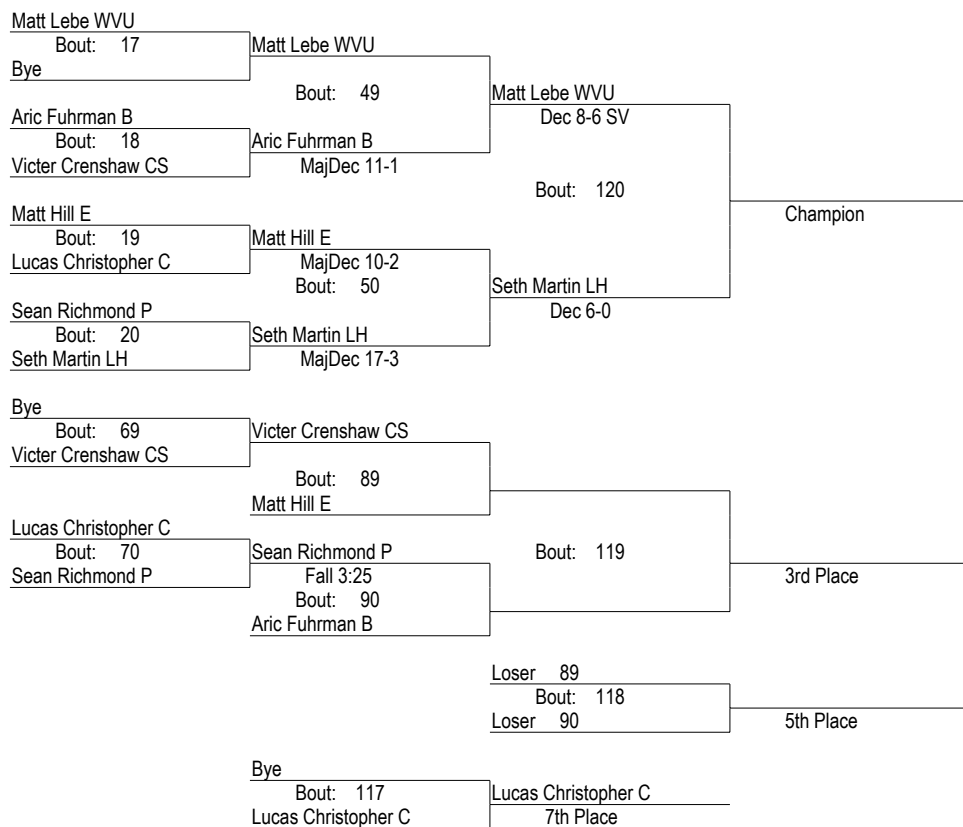 Matt Lebe WVU
Bout: 17
Matt Lebe WVU
Bye
Bout: 49
Matt Lebe WVU
Aric Fuhrman B
Dec 8-6 SV
Bout: 18
Aric Fuhrman B
Victer Crenshaw CS
MajDec 11-1
Bout: 120
Matt Hill E
Champion
Bout: 19
Matt Hill E
Lucas Christopher C
MajDec 10-2
Bout: 50
Seth Martin LH
Sean Richmond P
Dec 6-0
Bout: 20
Seth Martin LH
Seth Martin LH
MajDec 17-3
Bye
Bout: 69
Victer Crenshaw CS
Victer Crenshaw CS
Bout: 89
Matt Hill E
Lucas Christopher C
Bout: 70
Sean Richmond P
Bout: 119
Sean Richmond P
Fall 3:25
3rd Place
Bout: 90
Aric Fuhrman B
Loser 89
Bout: 118
Loser 90
5th Place
Bye
Bout: 117
Lucas Christopher C
Lucas Christopher C
7th Place